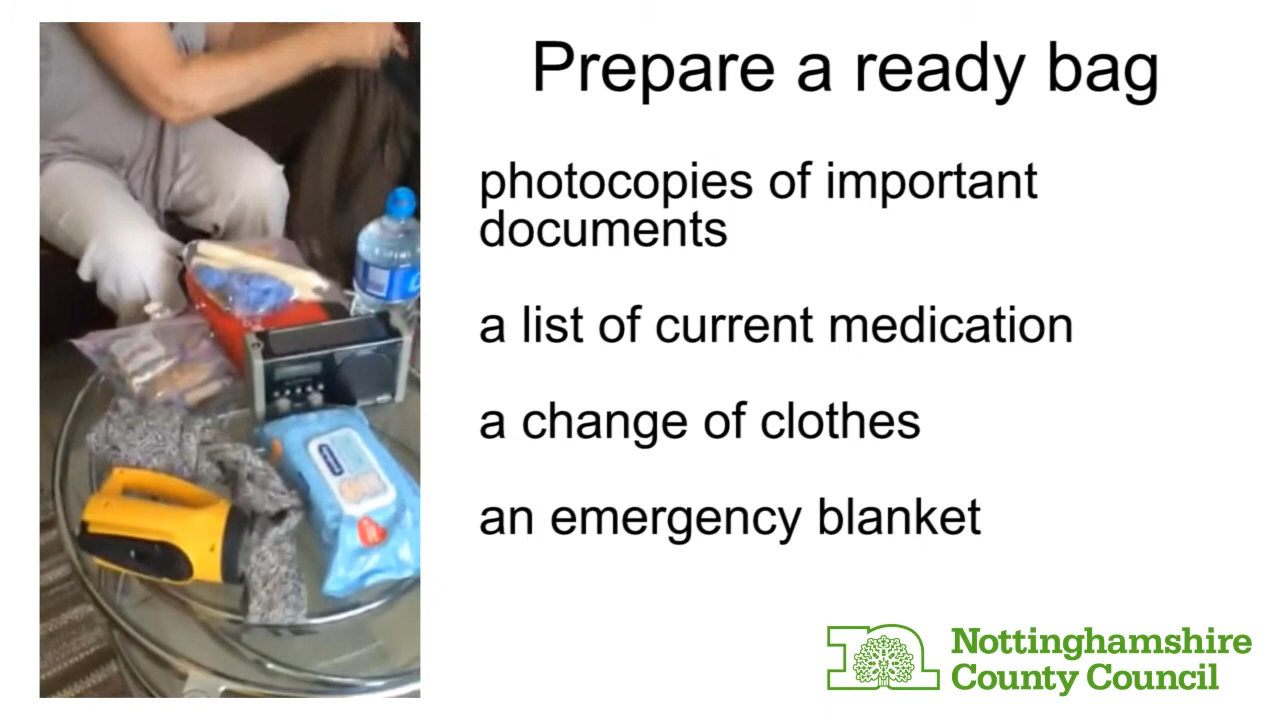 Prepare a ready bag
photocopies of important
documents
a list of current medication
a change of clothes
an emergency blanket
Nottinghamshire
County Council